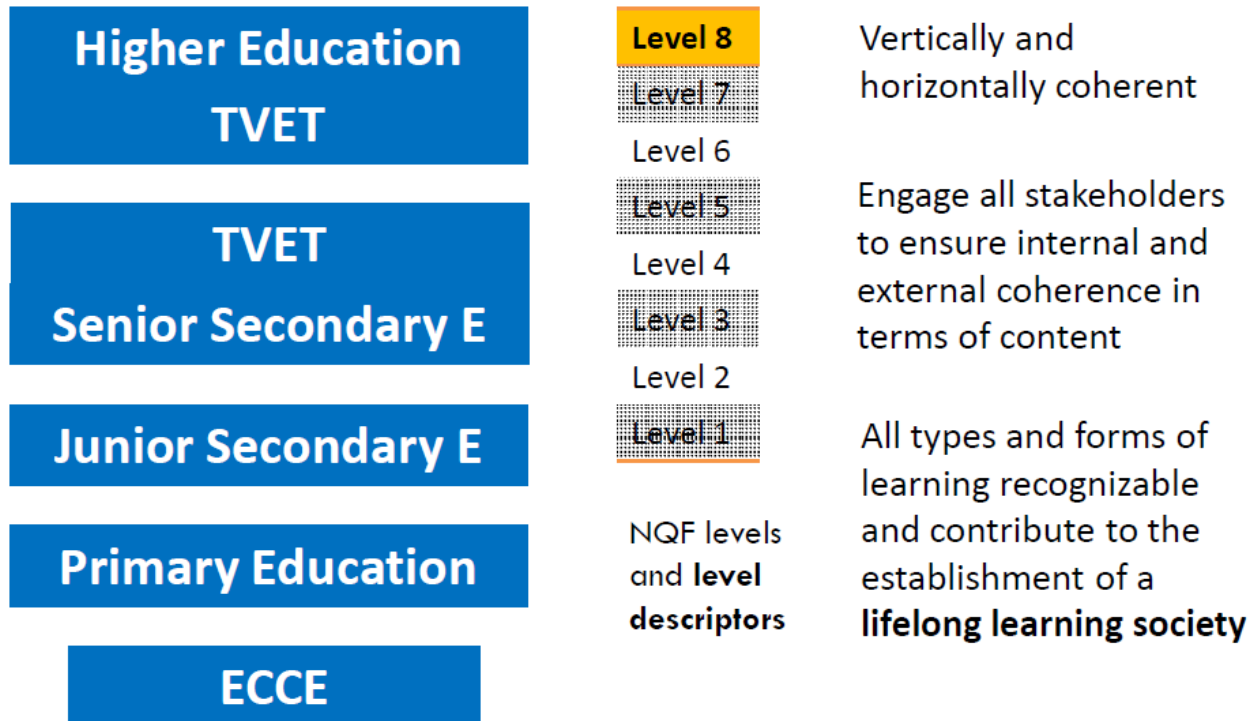 Higher Education
TVET
TVET
Senior Secondary E
Junior Secondary E
Primary Education
ECCE
Level 8
Level 7
Level 6
Level 5
Level 4
Level 3
Level 2
Level 1
NQF levels
and level
descriptors
Vertically and
horizontally coherent
Engage all stakeholders
to ensure internal and
external coherence in
terms of content
All types and forms of
learning recognizable
and contribute to the
establishment of a
lifelong learning society